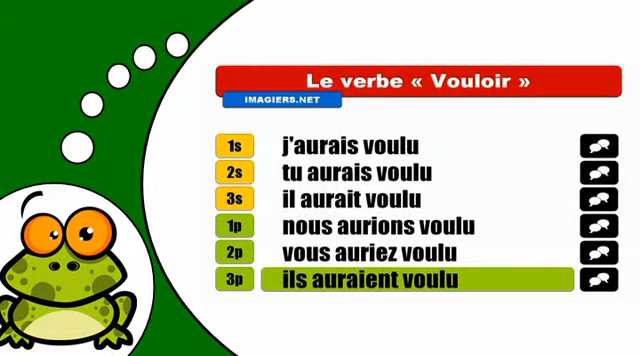 Le verbe « Vouloir »
IMAGIERS.NET
1s j'aurais voulu
2s tu aurais voulu
3s il aurait voulu
1p nous aurions voulu
2p vous auriez voulu
3p ils auraient voulu